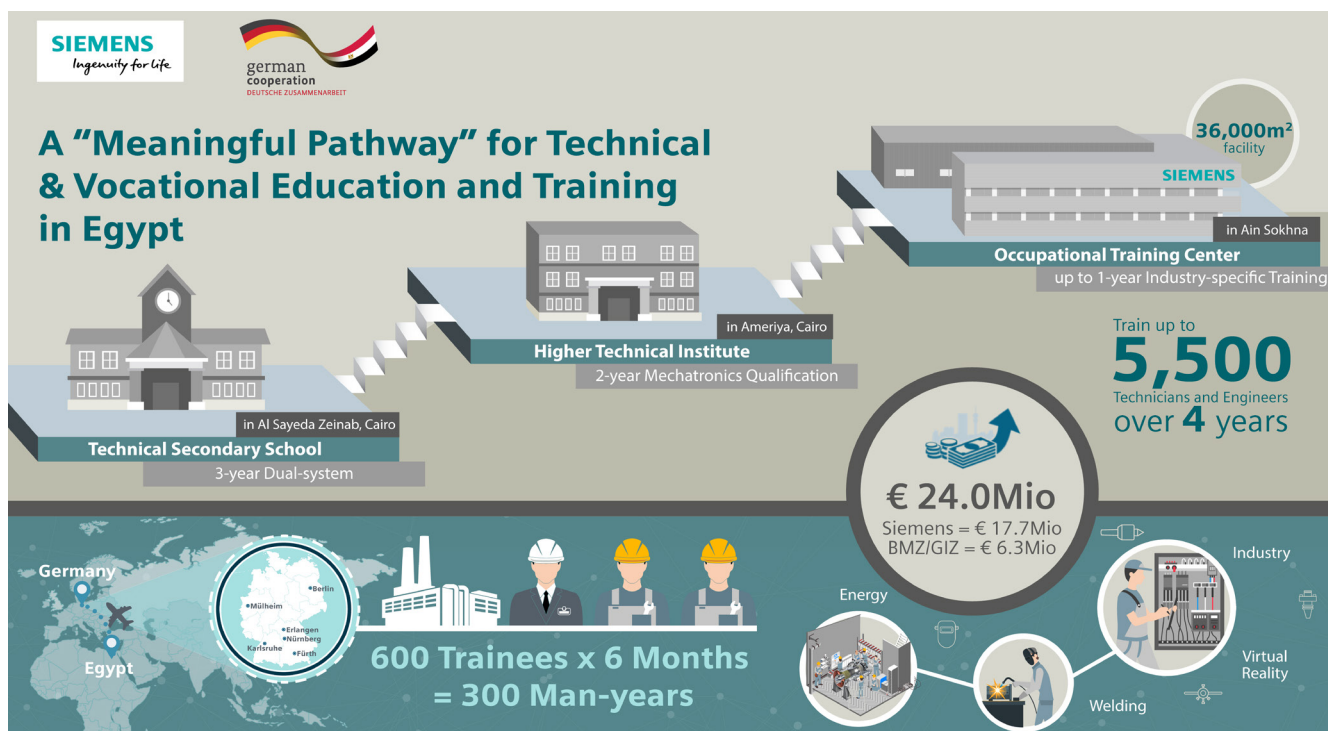 SIEMENS
Ingenuity for life
german
cooperation
DEUTSCHE ZUSAMMENARBEIT
A “Meaningful Pathway” for Technical
& Vocational Education and Training
in Egypt
36,000m²
facility
SIEMENS
in Ain Sokhna
Occupational Training Center
up to 1-year Industry-specific Training
in Ameriya, Cairo
Higher Technical Institute
2-year Mechatronics Qualification
in Al Sayeda Zeinab, Cairo
Technical Secondary School
3-year Dual-system
Train up to
5,500
Technicians and Engineers
over 4 years
€ 24.0Mio
Siemens = € 17.7Mio
BMZ/GIZ = € 6.3Mio
Germany
Egypt
Berlin
Mülheim
Erlangen
Nürnberg
Karlsruhe
Fürth
600 Trainees x 6 Months
= 300 Man-years
Energy
Welding
Industry
Virtual
Reality